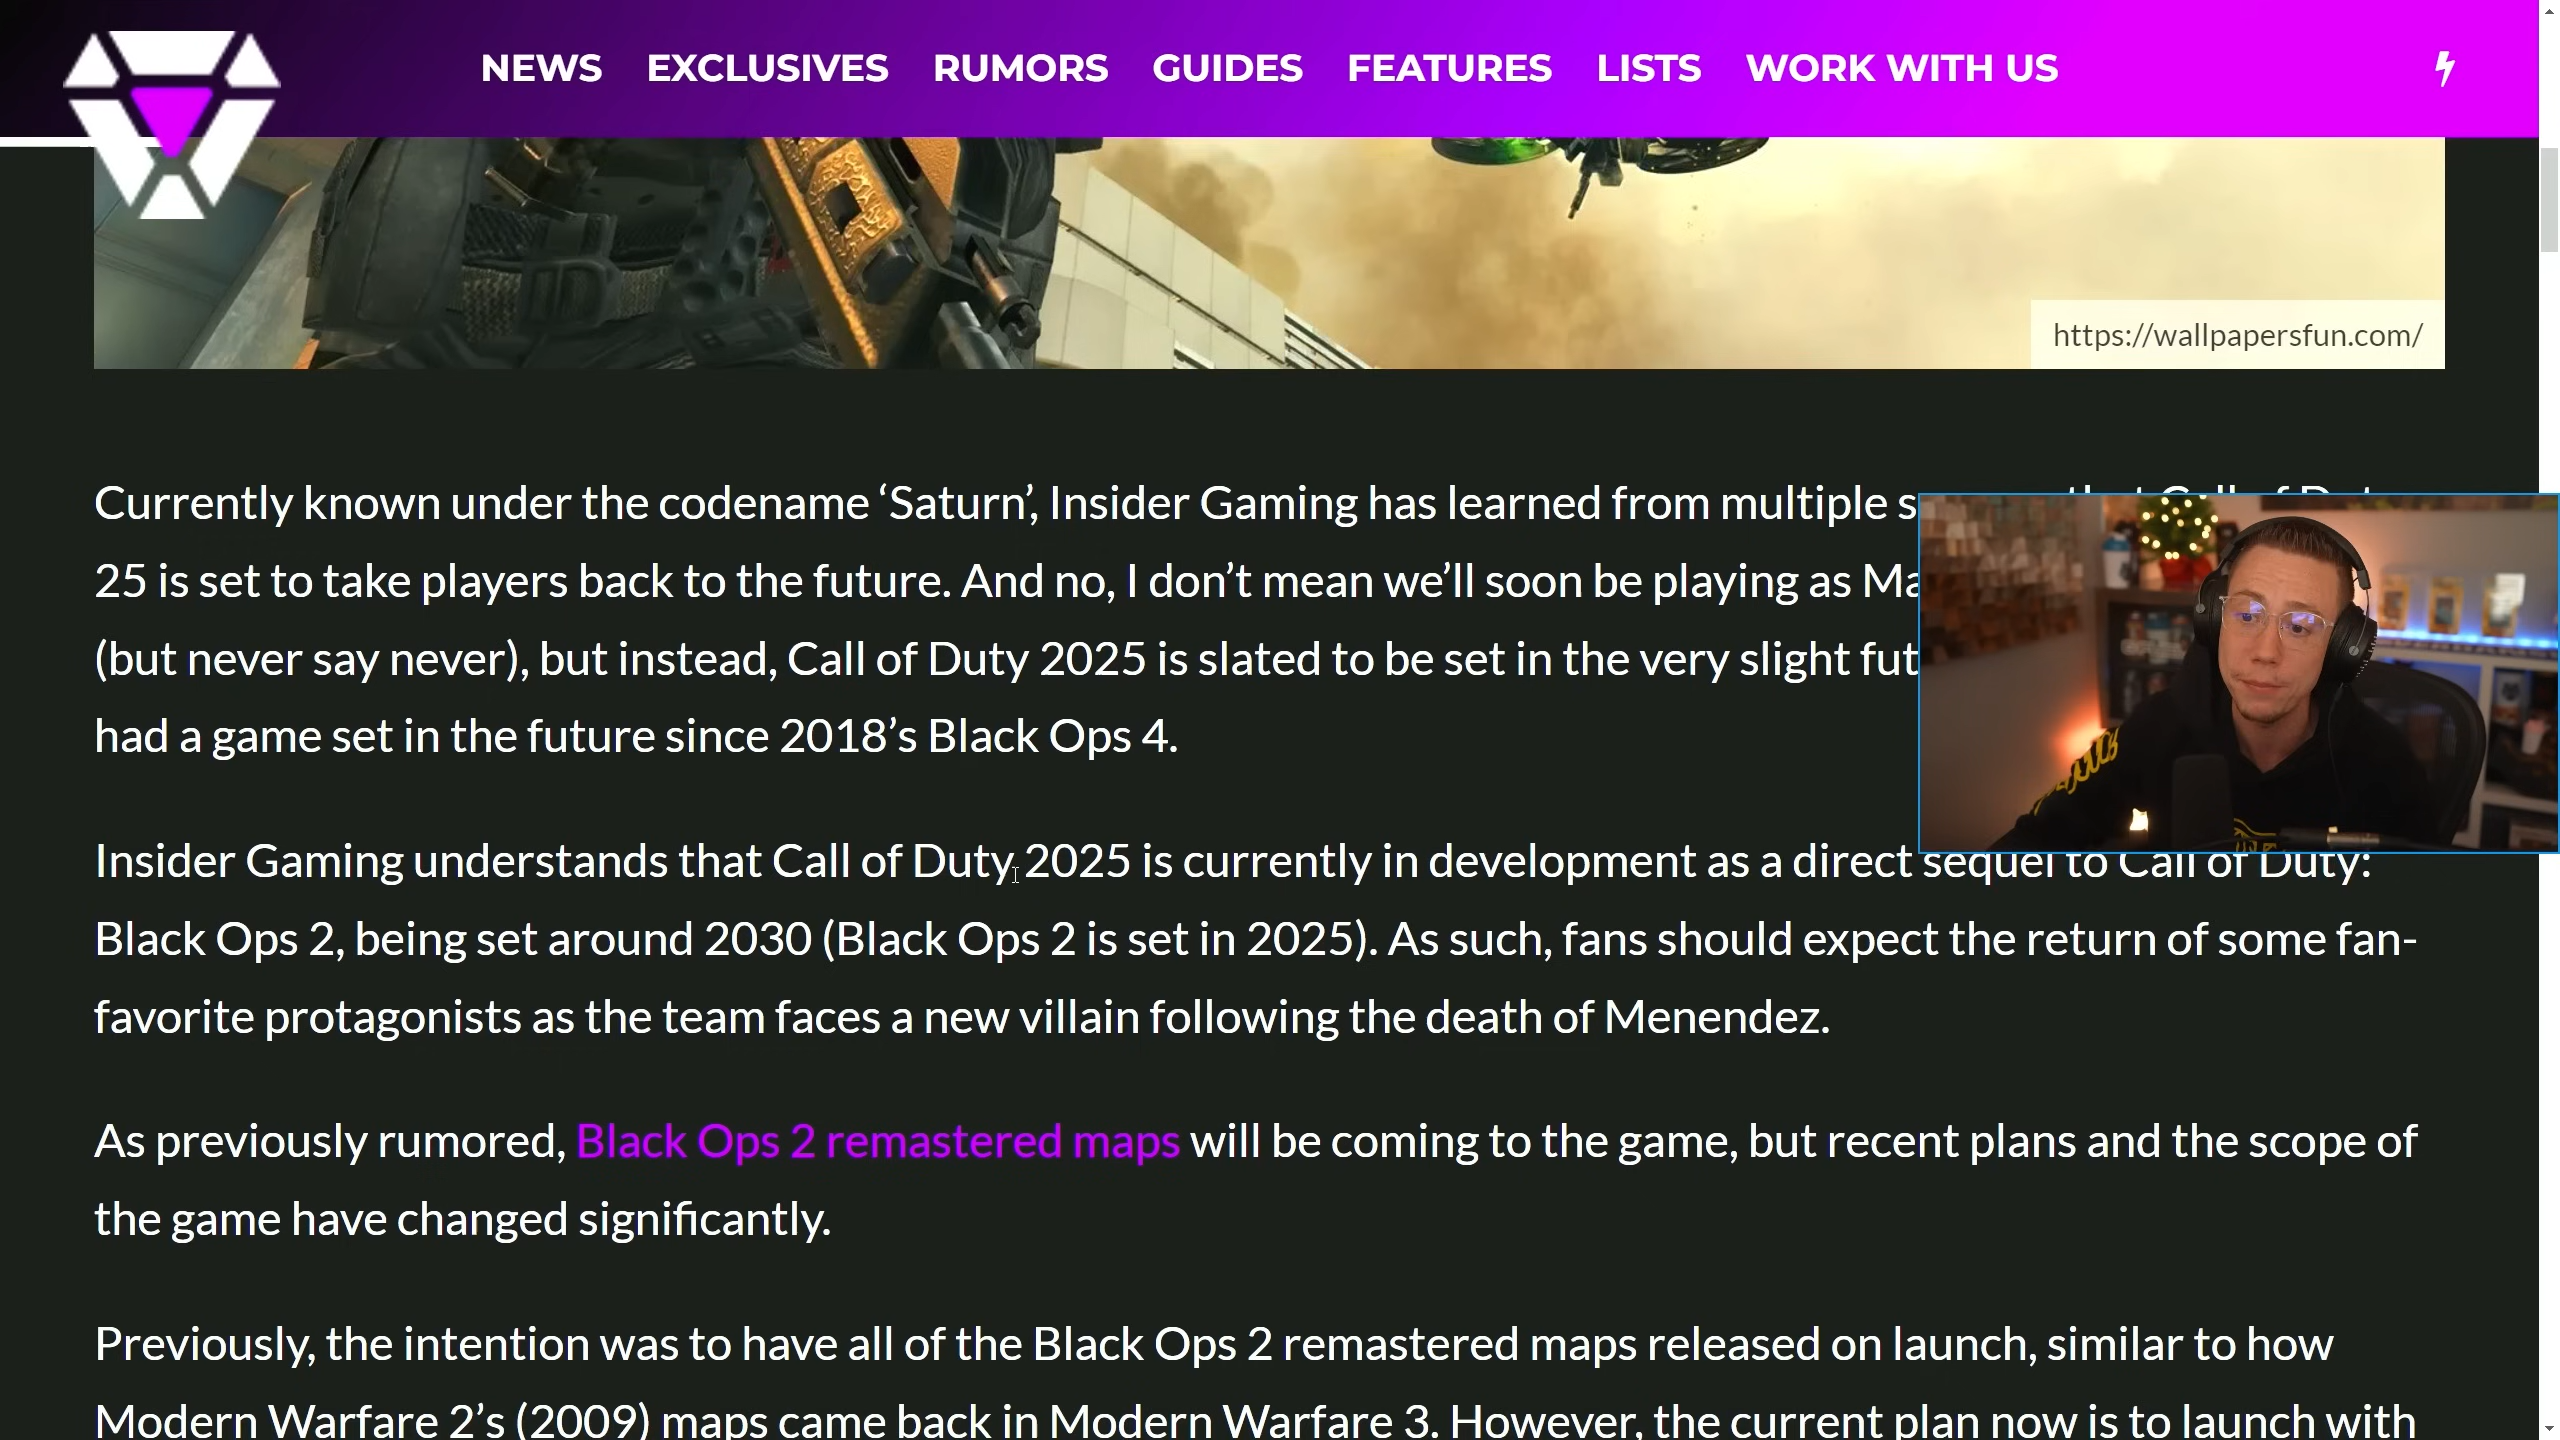 NEWS EXCLUSIVES RUMORS GUIDES FEATURES LISTS WORK WITH US
https://wallpapersfun.com/
Currently known under the codename ‘Saturn’, Insider Gaming has learned from multiple that Call of
25 is set to take players back to the future. And no, I don’t mean we’ll soon be playing as
(but never say never), but instead, Call of Duty 2025 is slated to be set in the very slight
had a game set in the future since 2018’s Black Ops 4.
Insider Gaming understands that Call of Duty 2025 is currently in development as a direct sequel to Call of Duty:
Black Ops 2, being set around 2030 (Black Ops 2 is set in 2025). As such, fans should expect the return of some fan-
favorite protagonists as the team faces a new villain following the death of Menendez.
As previously rumored, Black Ops 2 remastered maps will be coming to the game, but recent plans and the scope of
the game have changed significantly.
Previously, the intention was to have all of the Black Ops 2 remastered maps released on launch, similar to how
Modern Warfare 2’s (2009) maps came back in Modern Warfare 3. However, the current plan now is to launch with